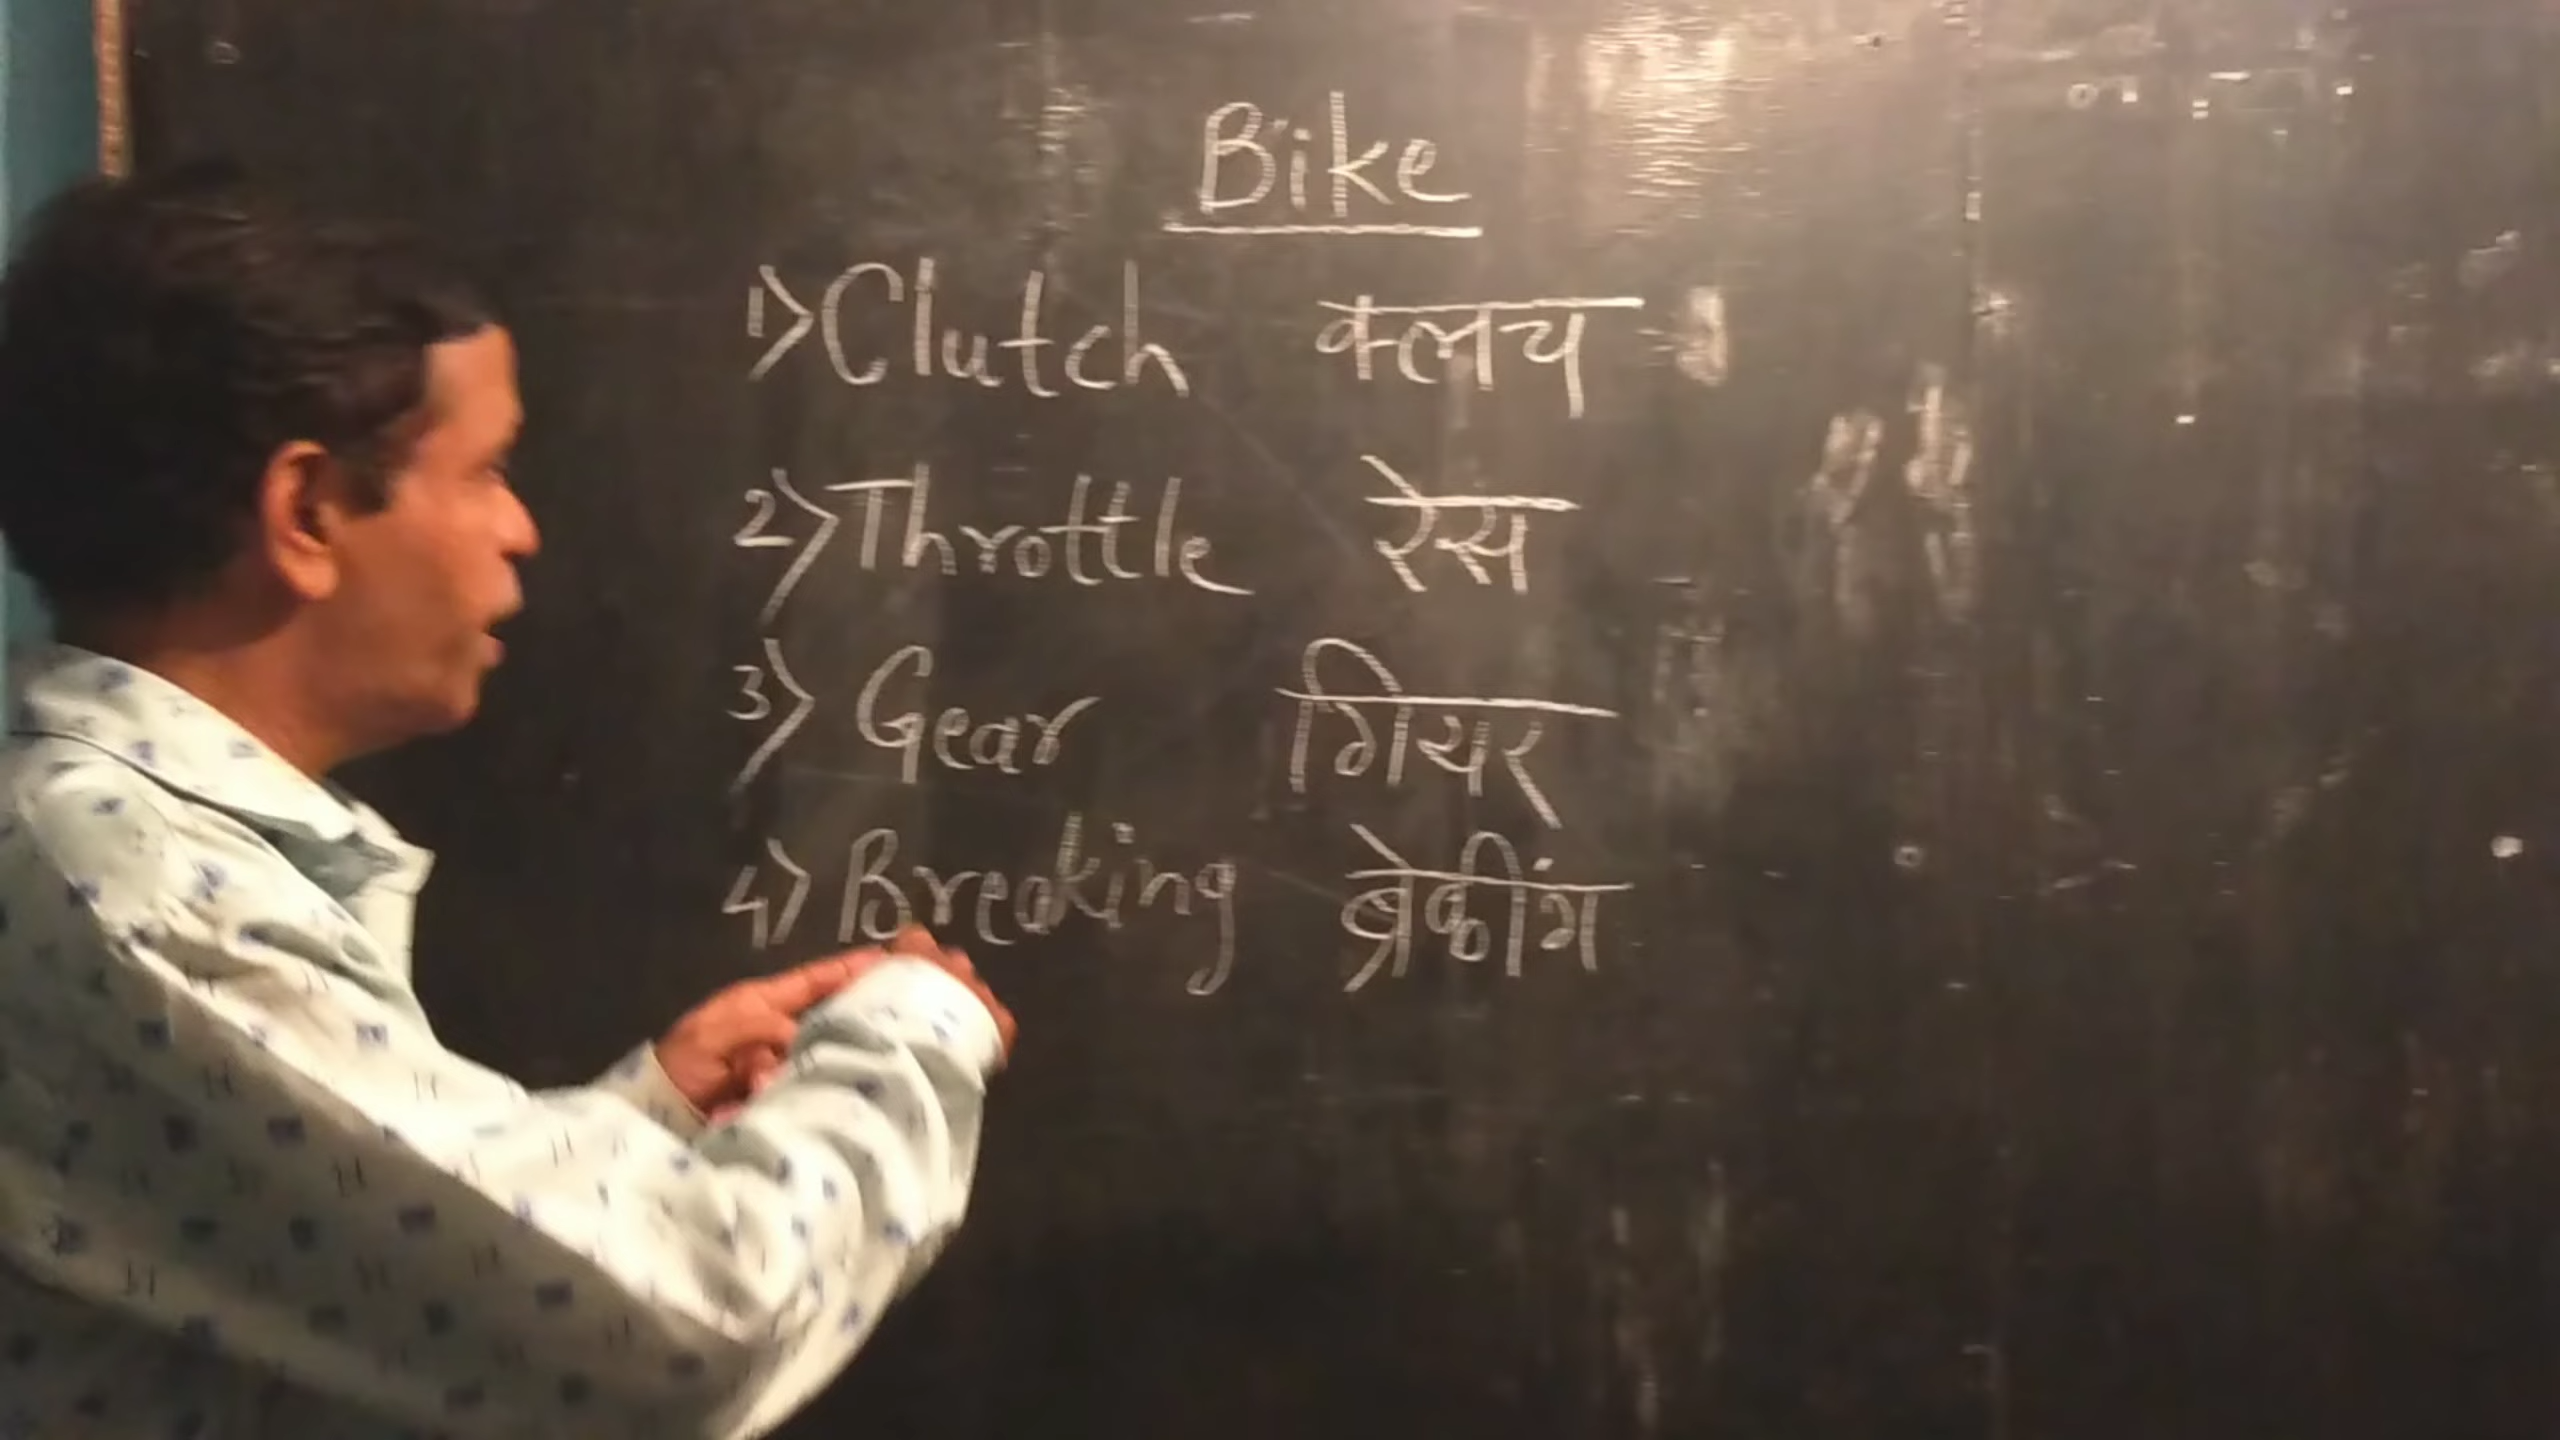 Bike
1) Clutch क्लच
2) Throttle रेस
3) Gear गियर
4) Breaking ब्रेकींग